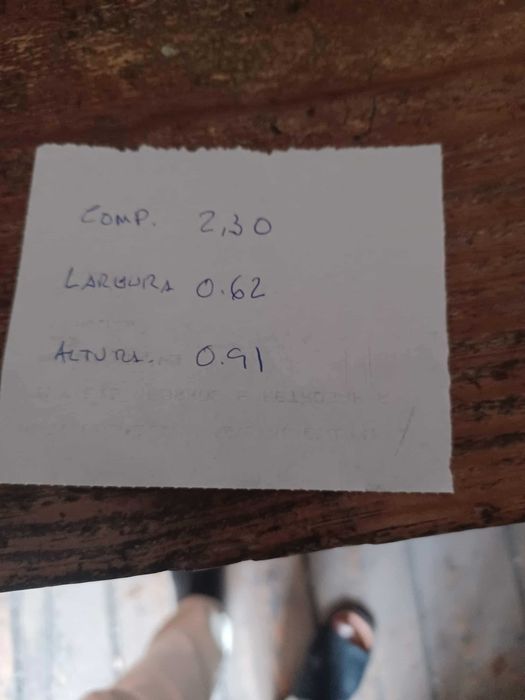 COMP. 2,30
LARGURA 0.62
ALTURA. 0.91